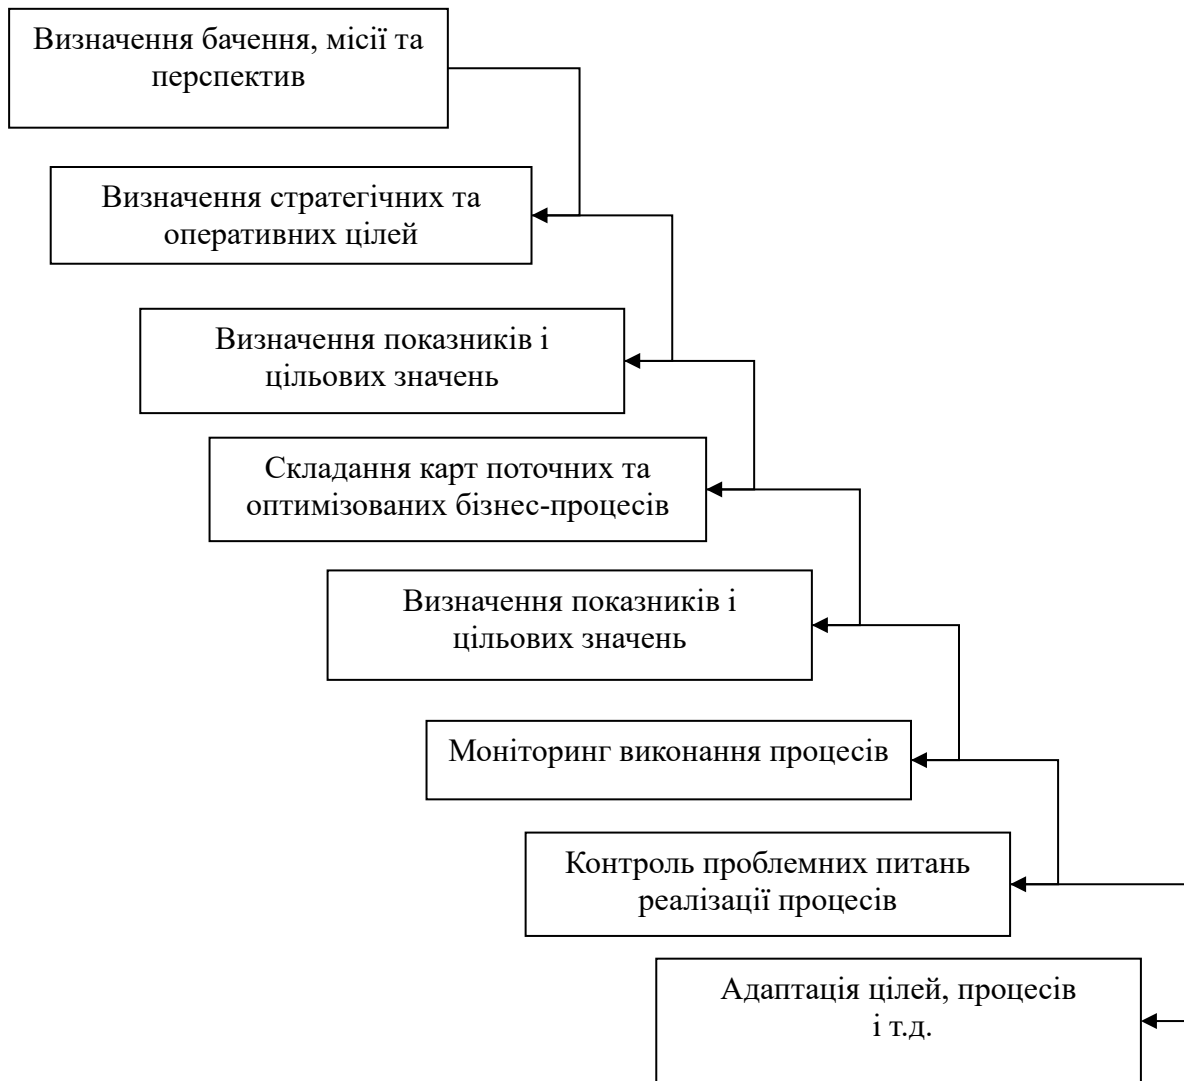 Визначення бачення, місії та
перспектив
Визначення стратегічних та
оперативних цілей
Визначення показників і
цільових значень
Складання карт поточних та
оптимізованих бізнес-процесів
Визначення показників і
цільових значень
Моніторинг виконання процесів
Контроль проблемних питань
реалізації процесів
Адаптація цілей, процесів
і т.д.